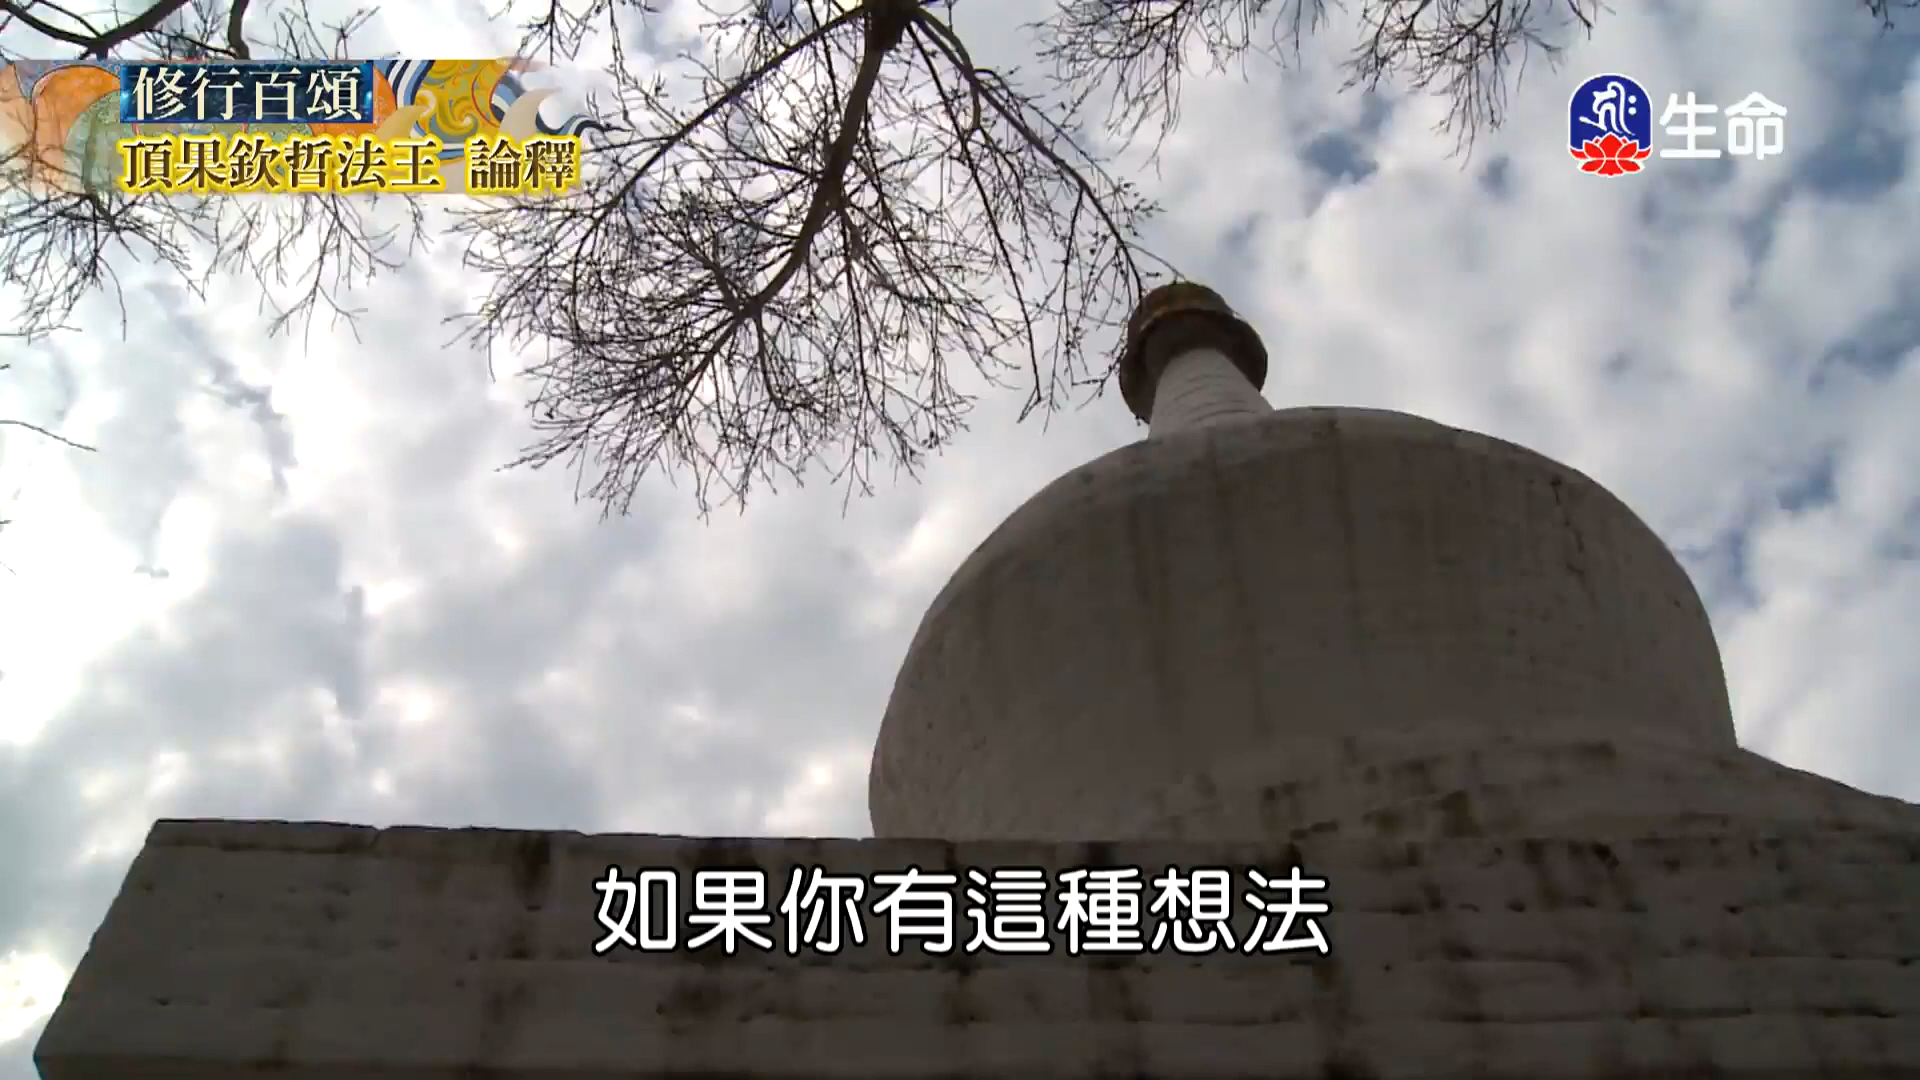 修行百頌
頂果欽哲法王 論釋
生命
如果你有這種想法